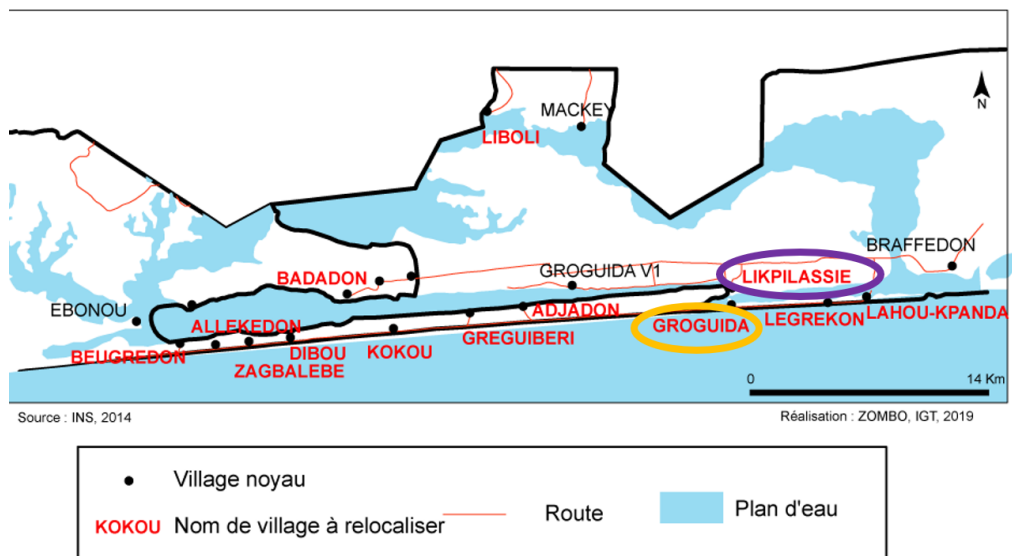 MACKEY
LIBOLI
N
BRAFFEDON
LIKPILASSIE
GROGUIDA V1
BADADON
EBONOU
ADJADON
LAHOU-KPANDA
LEGREKON
GROGUIDA
ALLEKEDON
GREGUIBERI
KOKOU
DIBOU
BEUGREDON
ZAGBALEBE
0 14 Km
Source : INS, 2014
Réalisation : ZOMBO, IGT, 2019
Village noyau
KOKOU Nom de village à relocaliser
Route
Plan d'eau